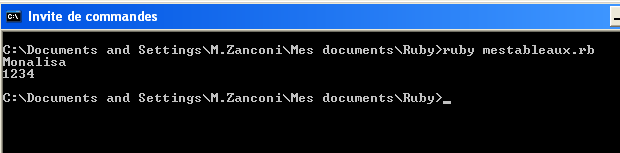 Invite de commandes
C:\Documents and Settings\M.Zanconi\Mes documents\Ruby>ruby mestableaux.rb
Monalisa
1234
C:\Documents and Settings\M.Zanconi\Mes documents\Ruby>_